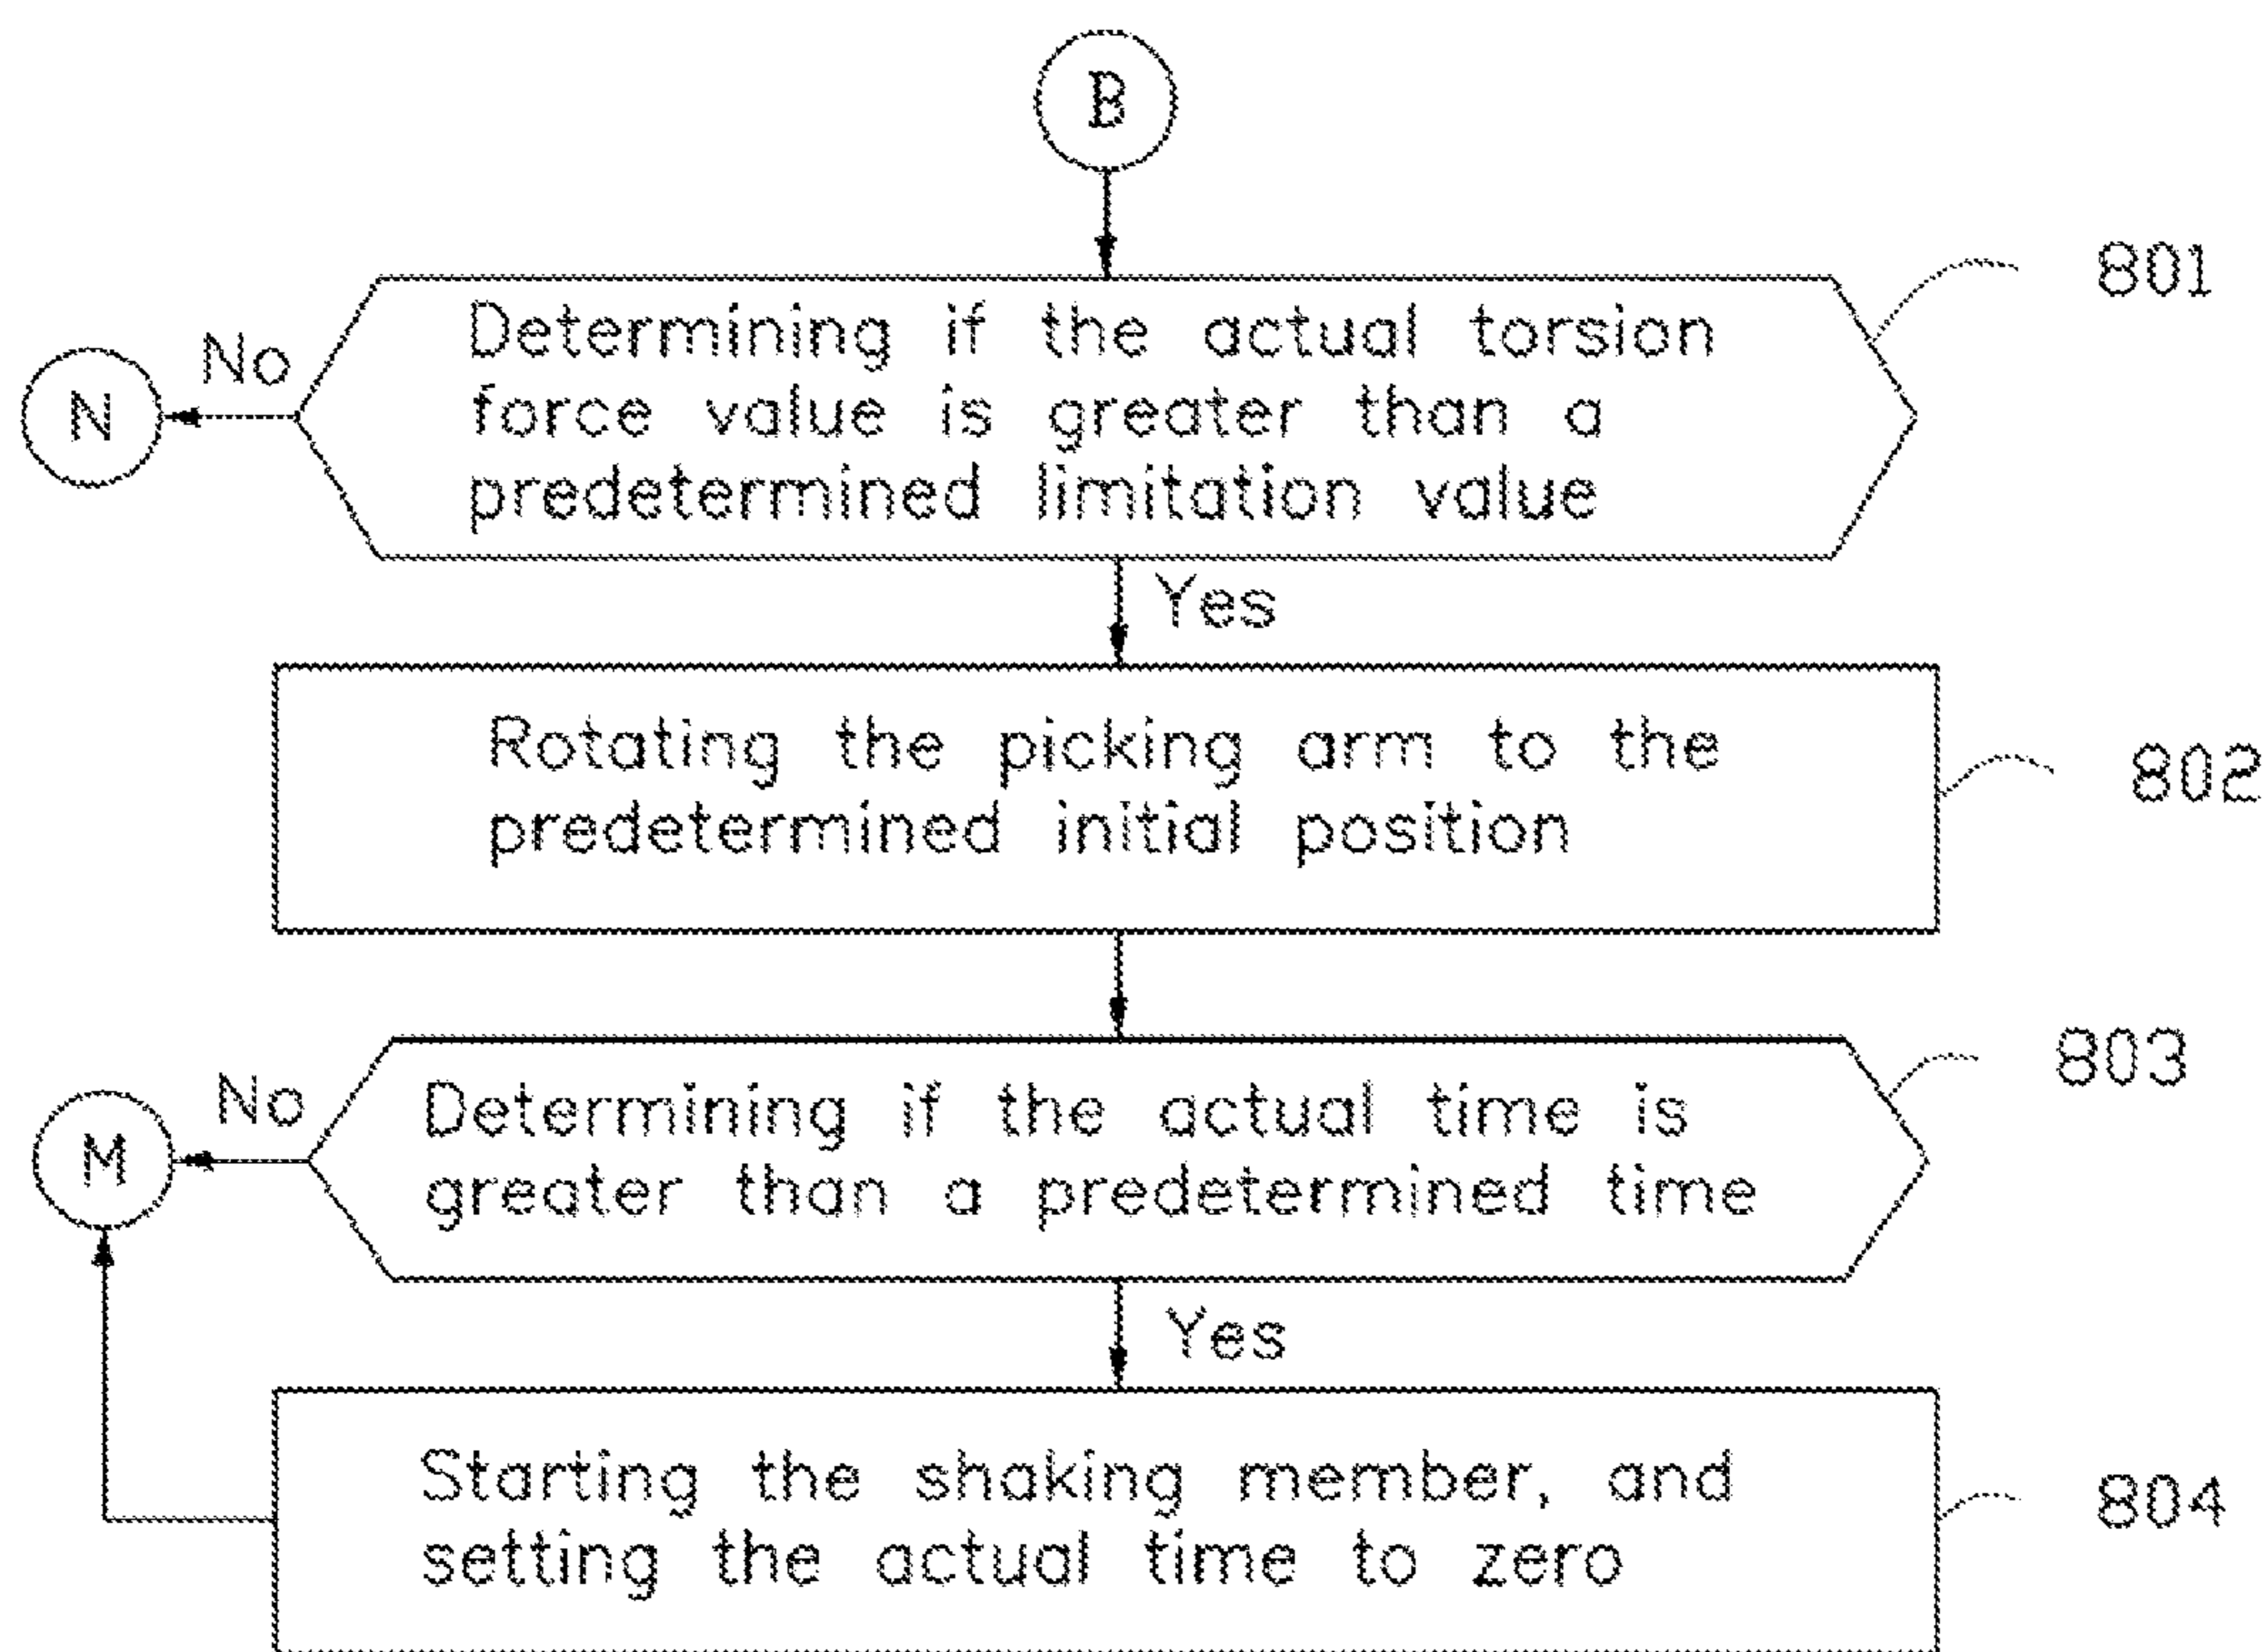 B
801
Determining if the actual torsion
force value is greater than a
predetermined limitation value
No
N
Yes
Rotating the picking arm to the
predetermined initial position
802
803
Determining if the actual time is
greater than a predetermined time
No
M
Yes
Starting the shaking member, and
setting the actual time to zero
804